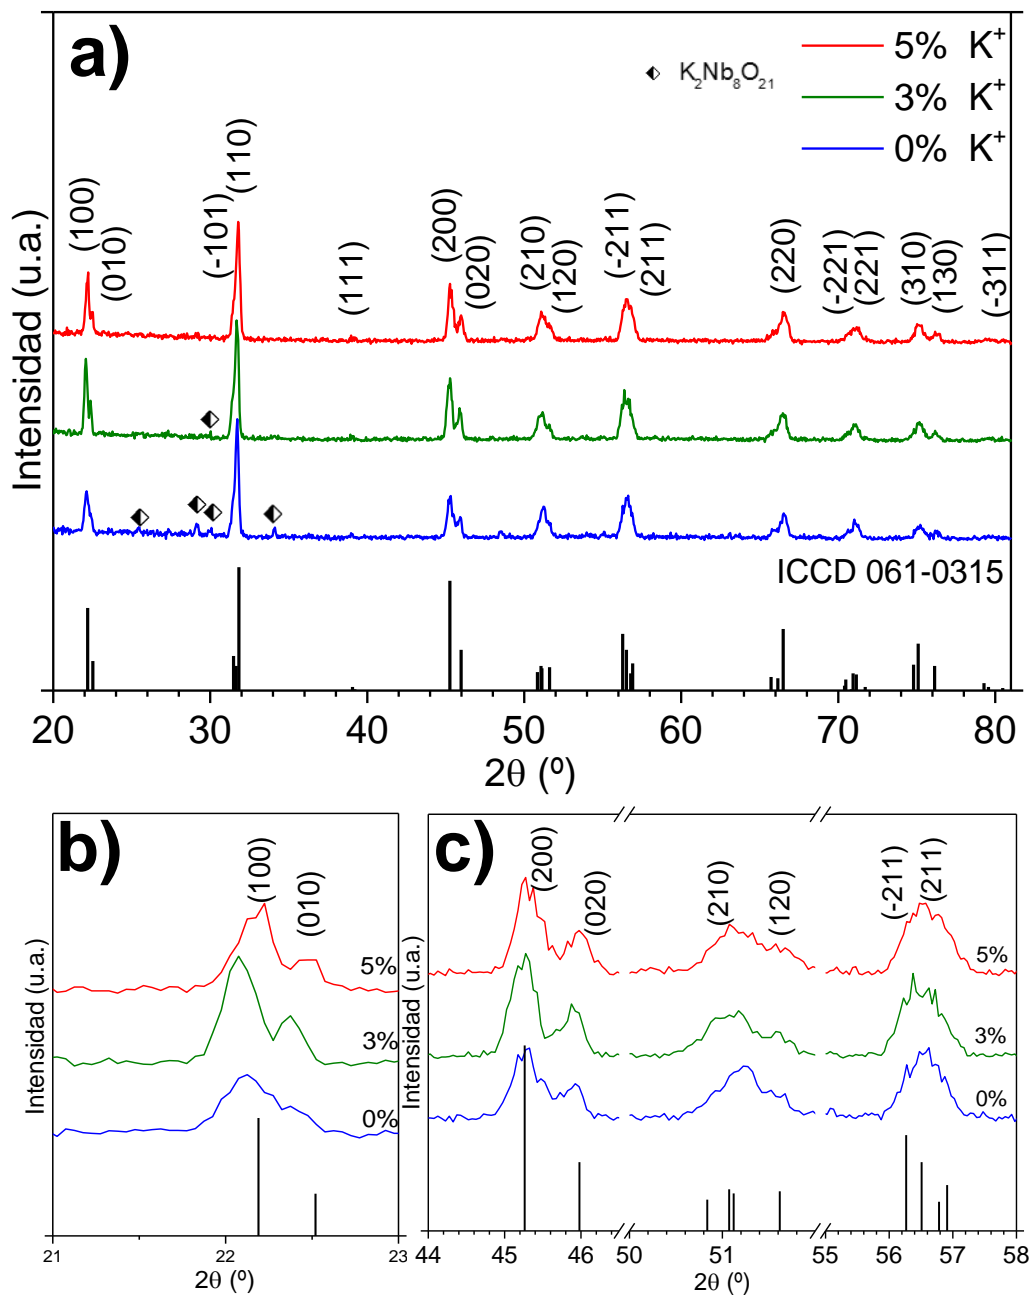 a)
5% K⁺
3% K⁺
0% K⁺
K₂Nb₈O₂₁
Intensidad (u.a.)
(100)
(010)
(-101)
(110)
(111)
(200)
(020)
(210)
(120)
(-211)
(211)
(220)
(-221)
(221)
(310)
(130)
(-311)
ICCD 061-0315
20 30 40 50 60 70 80
2θ (º)
b)
Intensidad (u.a.)
(100)
(010)
5%
3%
0%
21 22 23
2θ (º)
c)
Intensidad (u.a.)
(200)
(020)
(210)
(120)
(-211)
(211)
5%
3%
0%
44 45 46 50 51 55 56 57 58
2θ (º)